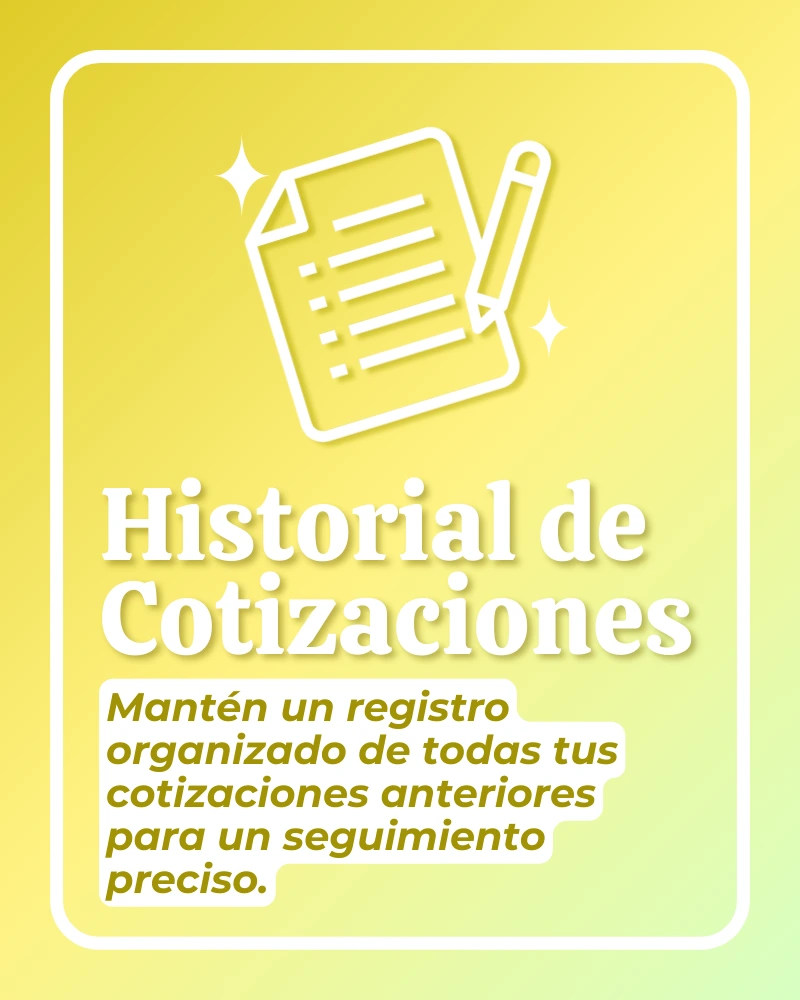 Historial de
Cotizaciones
Mantén un registro
organizado de todas tus
cotizaciones anteriores
para un seguimiento
preciso.